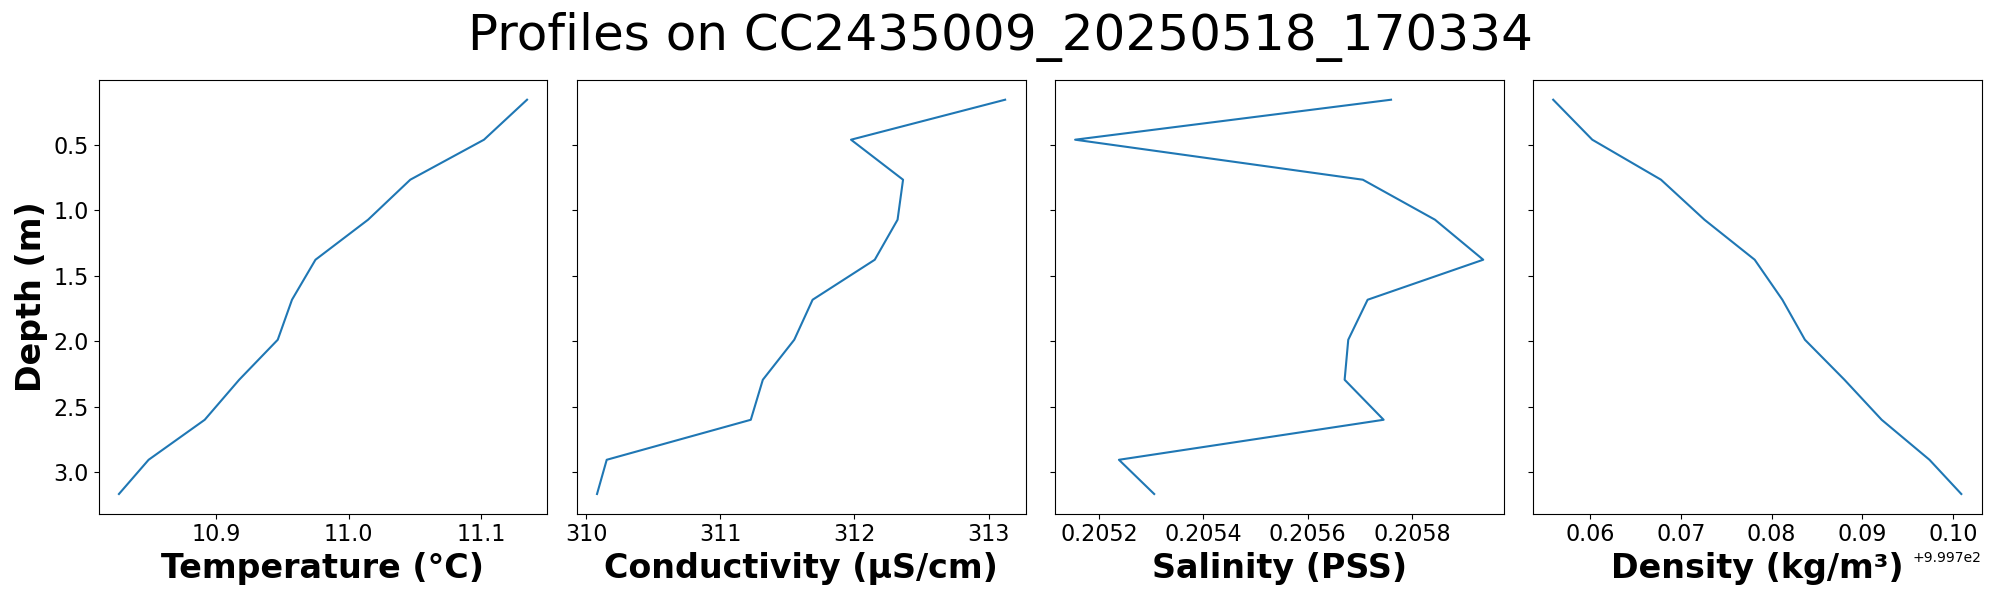 Profiles on CC2435009_20250518_170334
Depth (m)
0.5
1.0
1.5
2.0
2.5
3.0
10.9 11.0 11.1
Temperature (°C)
310 311 312 313
Conductivity (μS/cm)
0.2052 0.2054 0.2056 0.2058
Salinity (PSS)
0.06 0.07 0.08 0.09 0.10
+9.997e2
Density (kg/m³)